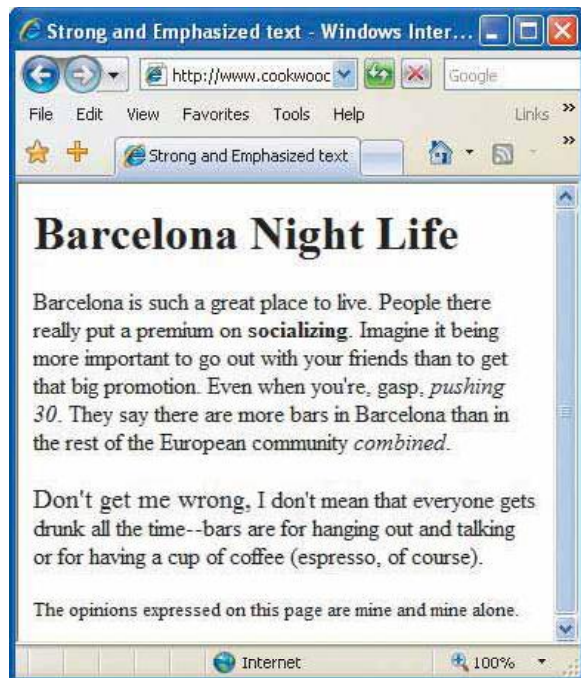 Strong and Emphasized text - Windows Inter...
http://www.cookwooc
Google
File Edit View Favorites Tools Help Links »
Strong and Emphasized text »
Barcelona Night Life
Barcelona is such a great place to live. People there
really put a premium on socializing. Imagine it being
more important to go out with your friends than to get
that big promotion. Even when you're, gasp, pushing
30. They say there are more bars in Barcelona than in
the rest of the European community combined.
Don't get me wrong, I don't mean that everyone gets
drunk all the time--bars are for hanging out and talking
or for having a cup of coffee (espresso, of course).
The opinions expressed on this page are mine and mine alone.
Internet 100%